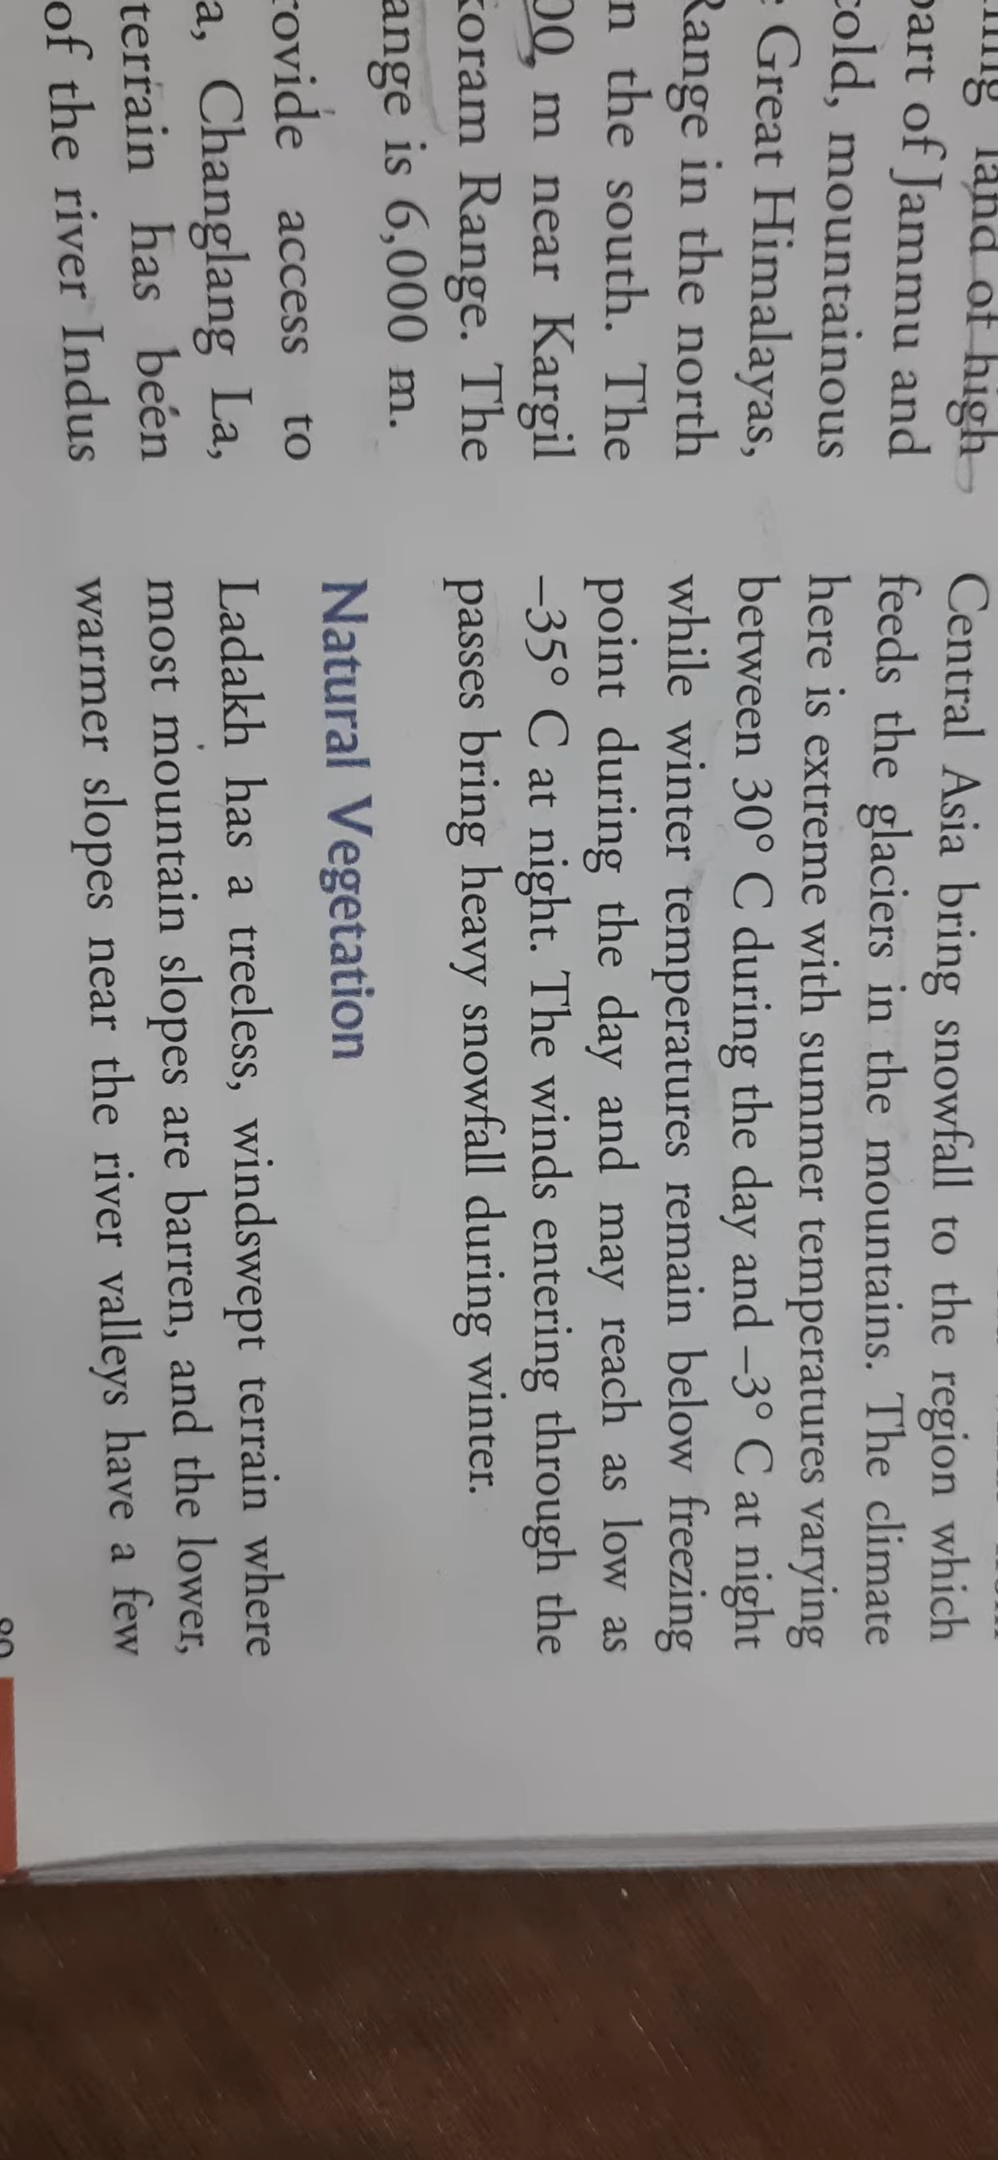 land of high
part of Jammu and
cold, mountainous
Great Himalayas,
Range in the north
the south. The
m near Kargil
Range. The
is 6,000 m.
access to
Changlang La,
terrain has been
of the river Indus
Central Asia bring snowfall to the region which
feeds the glaciers in the mountains. The climate
here is extreme with summer temperatures varying
between 30° C during the day and –3° C at night
while winter temperatures remain below freezing
point during the day and may reach as low as
–35° C at night. The winds entering through the
passes bring heavy snowfall during winter.
Natural Vegetation
Ladakh has a treeless, windswept terrain where
most mountain slopes are barren, and the lower,
warmer slopes near the river valleys have a few